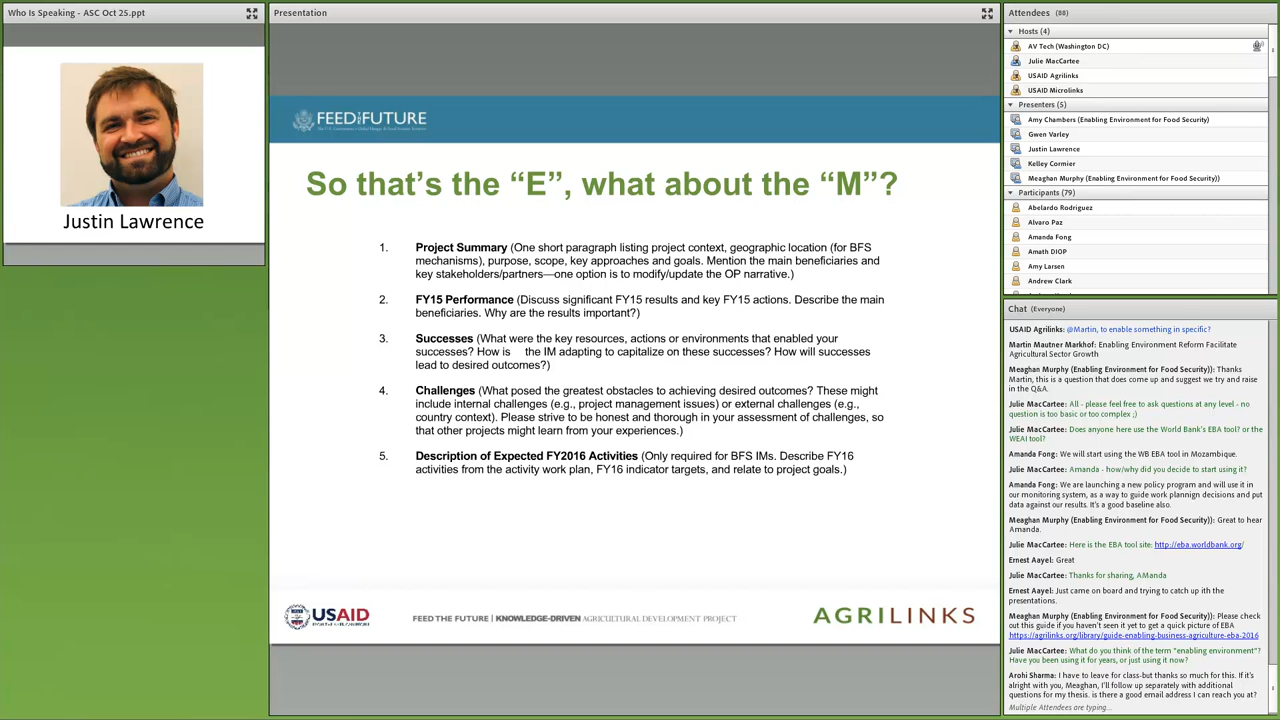 Who Is Speaking - ASC Oct 25.ppt
Justin Lawrence
Presentation
FEED THE FUTURE
So that’s the “E”, what about the “M”?
1. Project Summary (One short paragraph listing project context, geographic location (for BFS
mechanisms), purpose, scope, key approaches and goals. Mention the main beneficiaries and
key stakeholders/partners—one option is to modify/update the OP narrative.)
2. FY15 Performance (Discuss significant FY15 results and key FY15 actions. Describe the main
beneficiaries. Why are the results important?)
3. Successes (What were the key resources, actions or environments that enabled your
successes? How is the IM adapting to capitalize on these successes? How will successes
lead to desired outcomes?)
4. Challenges (What posed the greatest obstacles to achieving desired outcomes? These might
include internal challenges (e.g., project management issues) or external challenges (e.g.,
country context). Please strive to be honest and thorough in your assessment of challenges, so
that other projects might learn from your experiences.)
5. Description of Expected FY2016 Activities (Only required for BFS IMs. Describe FY16
activities from the activity work plan, FY16 indicator targets, and relate to project goals.)
USAID
FEED THE FUTURE | KNOWLEDGE-DRIVEN AGRICULTURAL DEVELOPMENT PROJECT
AGRILINKS
Attendees (88)
Hosts (4)
AV Tech (Washington DC)
Julie MacCartee
USAID Agrilinks
USAID Microlinks
Presenters (5)
Amy Chambers (Enabling Environment for Food Security)
Gwen Varley
Justin Lawrence
Kelley Cormier
Meaghan Murphy (Enabling Environment for Food Security))
Participants (79)
Abelardo Rodriguez
Alvaro Paz
Amanda Fong
Amath DIOP
Amy Larsen
Andrew Clark
Chat (Everyone)
USAID Agrilinks: @Martin, to enable something in specific?
Martin Mautner Markhof: Enabling Environment Reform Facilitate
Agricultural Sector Growth
Meaghan Murphy (Enabling Environment for Food Security)): Thanks
Martin, this is a question that does come up and suggest we try and raise
in the Q&A.
Julie MacCartee: All - please feel free to ask questions at any level - no
question is too basic or too complex ;)
Julie MacCartee: Does anyone here use the World Bank's EBA tool? or the
WEAI tool?
Amanda Fong: We will start using the WB EBA tool in Mozambique.
Julie MacCartee: Amanda - how/why did you decide to start using it?
Amanda Fong: We are launching a new policy program and will use it in
our monitoring system, as a way to guide work plannign decisions and put
data against our results. It's a good baseline also.
Meaghan Murphy (Enabling Environment for Food Security)): Great to hear
Amanda.
Julie MacCartee: Here is the EBA tool site: http://eba.worldbank.org/
Ernest Aayel: Great
Julie MacCartee: Thanks for sharing, AManda
Ernest Aayel: Just came on board and trying to catch up ith the
presentations.
Meaghan Murphy (Enabling Environment for Food Security)): Please check
out this guide if you haven't seen it yet to get a quick picture of EBA
https://agrilinks.org/library/guide-enabling-business-agriculture-eba-2016
Julie MacCartee: What do you think of the term "enabling environment"?
Have you been using it for years, or just using it now?
Arohi Sharma: I have to leave for class-but thanks so much for this. If it's
alright with you, Meaghan, I'll follow up separately with additional
questions for my thesis. is there a good email address I can reach you at?
Multiple Attendees are typing...